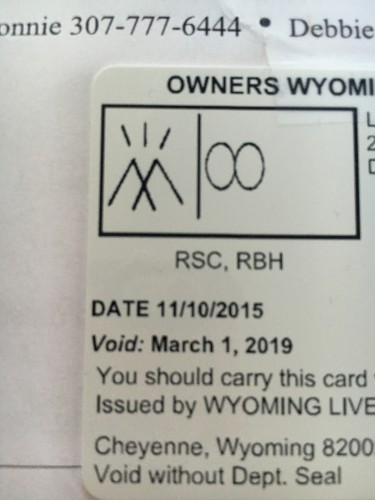 onnie 307-777-6444 • Debbie
OWNERS WYOMI
L
2
D
RSC, RBH
DATE 11/10/2015
Void: March 1, 2019
You should carry this card
Issued by WYOMING LIVE
Cheyenne, Wyoming 8200
Void without Dept. Seal